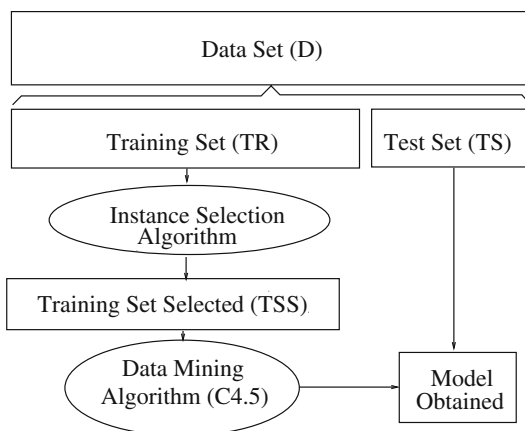 Data Set (D)
Training Set (TR)
Test Set (TS)
Instance Selection
Algorithm
Training Set Selected (TSS)
Data Mining
Algorithm (C4.5)
Model
Obtained